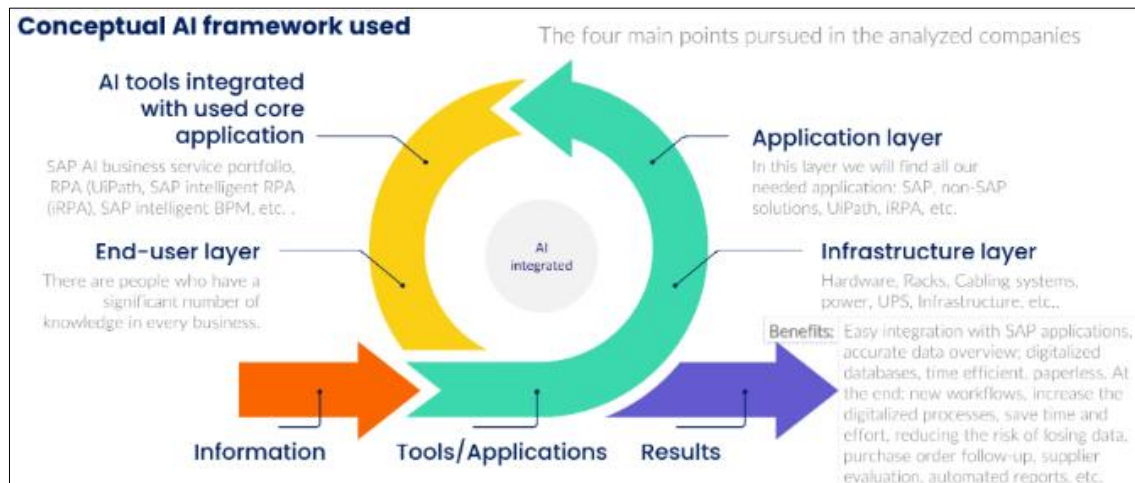 Conceptual AI framework used
The four main points pursued in the analyzed companies
AI tools integrated
with used core
application
SAP AI business service portfolio,
RPA (UiPath, SAP intelligent RPA
(iRPA), SAP intelligent BPM, etc. .
End-user layer
There are people who have a
significant number of
knowledge in every business.
AI
integrated
Application layer
In this layer we will find all our
needed application: SAP, non-SAP
solutions, UiPath, iRPA, etc.
Infrastructure layer
Hardware, Racks, Cabling systems,
power, UPS, Infrastructure, etc..
Benefits: Easy integration with SAP applications,
accurate data overview; digitalized
databases, time efficient, paperless. At
the end: new workflows, increase the
digitalized processes, save time and
effort, reducing the risk of losing data,
purchase order follow-up, supplier
evaluation, automated reports, etc.
Information
Tools/Applications
Results